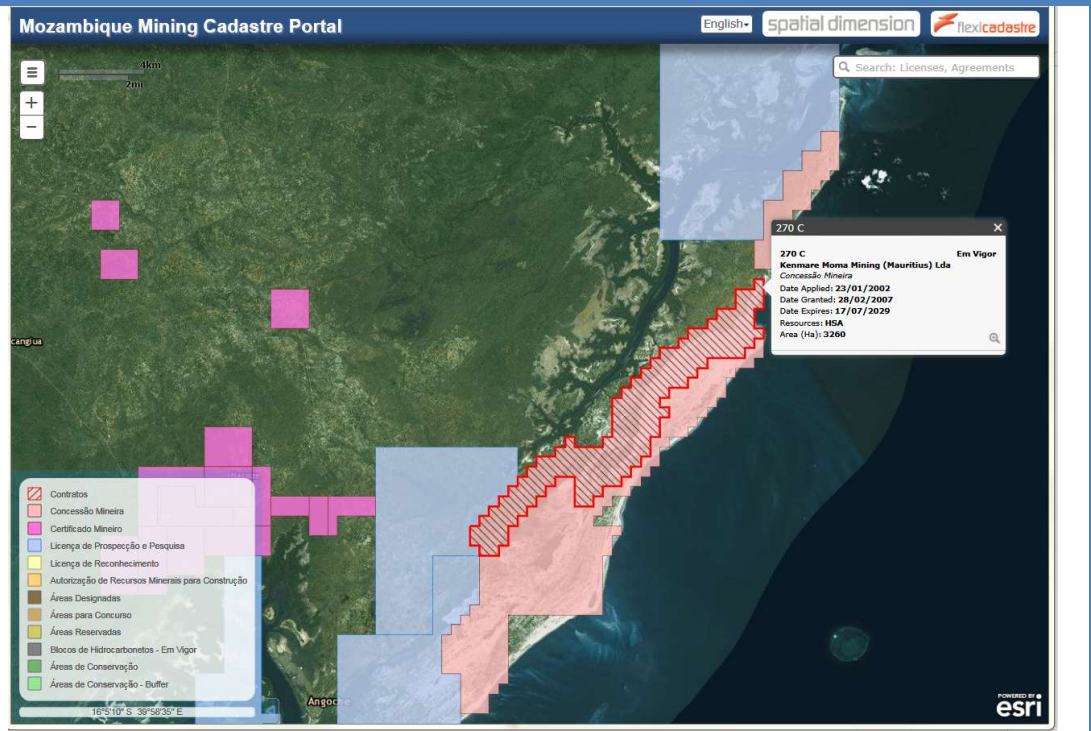 Mozambique Mining Cadastre Portal
English
spatial dimension
flexicadastre
4km
2mi
Search: Licenses, Agreements
+
−
270 C
270 C Em Vigor
Kenmare Moma Mining (Mauritius) Lda
Concessão Mineira
Date Applied: 23/01/2002
Date Granted: 28/02/2007
Date Expires: 17/07/2029
Resources: HSA
Area (Ha): 3260
cangiua
Contratos
Concessão Mineira
Certificado Mineiro
Licença de Prospecção e Pesquisa
Licença de Reconhecimento
Autorização de Recursos Minerais para Construção
Áreas Designadas
Áreas para Concurso
Áreas Reservadas
Blocos de Hidrocarbonetos - Em Vigor
Áreas de Conservação
Áreas de Conservação - Buffer
16°5'10" S 39°58'35" E
Angoche
POWERED BY
esri